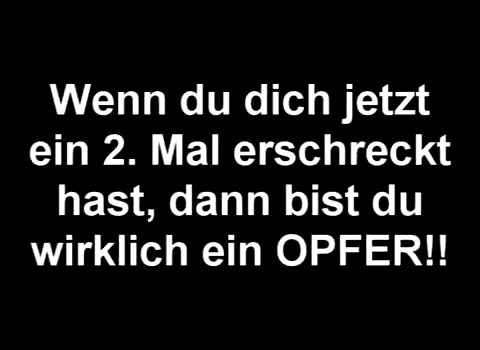 Wenn du dich jetzt
ein 2. Mal erschreckt
hast, dann bist du
wirklich ein OPFER!!